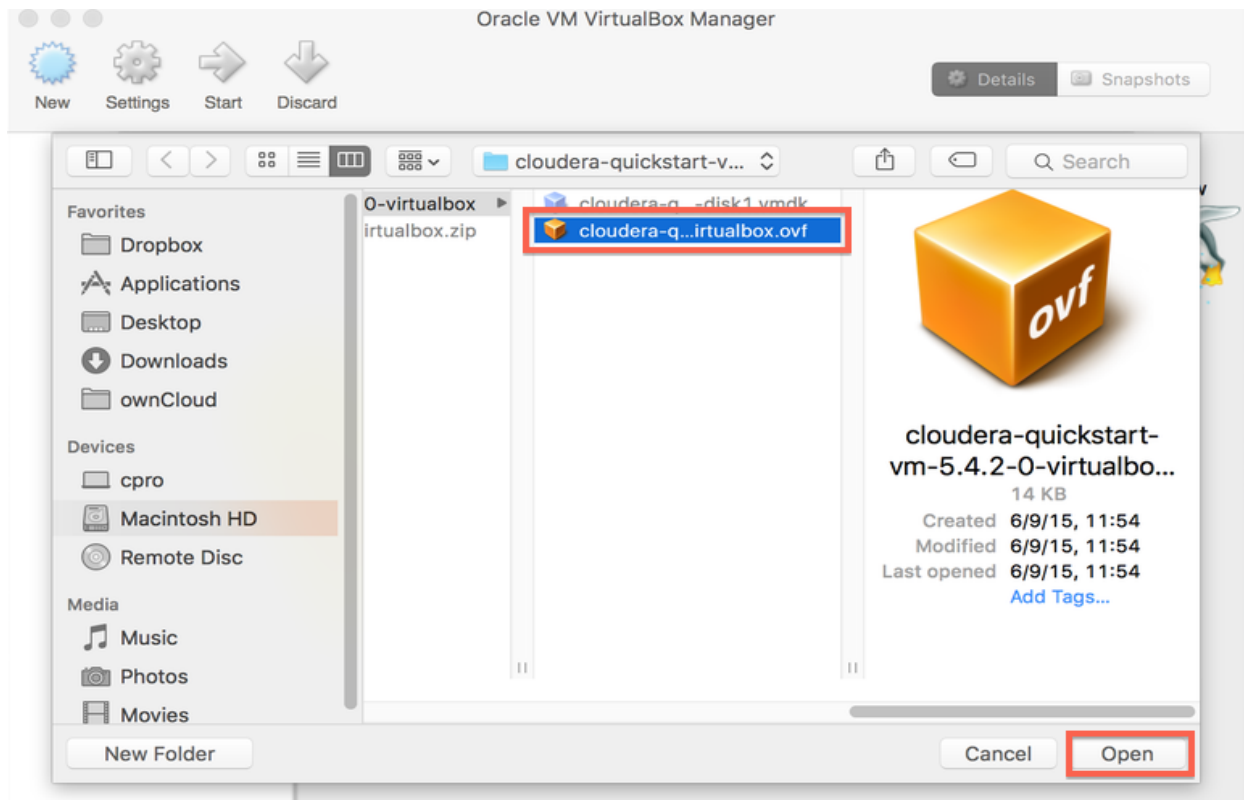 Oracle VM VirtualBox Manager
New Settings Start Discard
Details Snapshots
cloudera-quickstart-v... Search
Favorites
Dropbox
Applications
Desktop
Downloads
ownCloud
Devices
cpro
Macintosh HD
Remote Disc
Media
Music
Photos
Movies
0-virtualbox
irtualbox.zip
cloudera-q...-disk1.vmdk
cloudera-q...irtualbox.ovf
ovf
cloudera-quickstart-
vm-5.4.2-0-virtualbo...
14 KB
Created 6/9/15, 11:54
Modified 6/9/15, 11:54
Last opened 6/9/15, 11:54
Add Tags...
New Folder Cancel Open